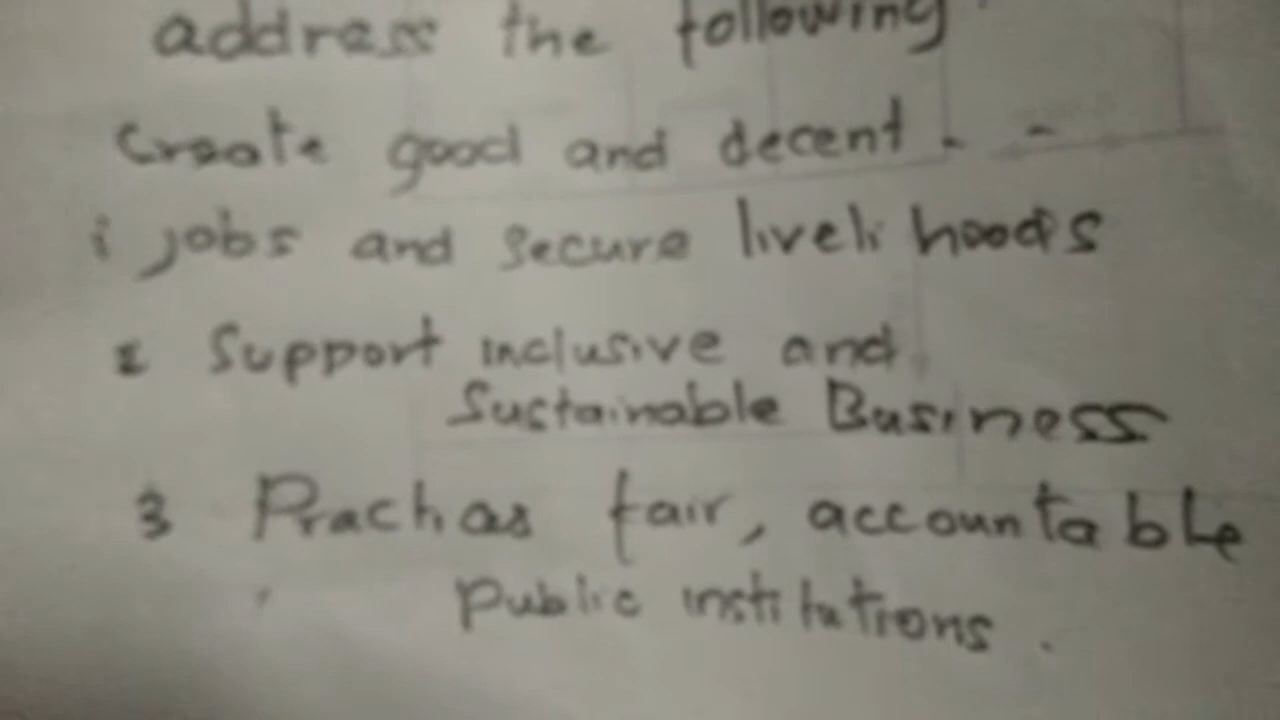 address the following
Create good and decent . -
i jobs and secure livelihoods
2 Support inclusive and
Sustainable Business
3 fair, accountable
Public institutions.